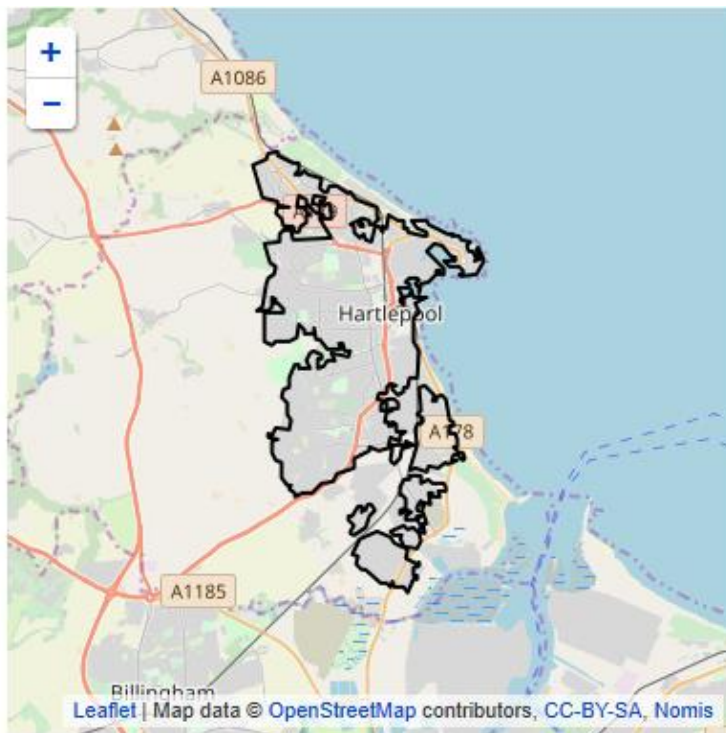 +
−
A1086
Hartlepool
A178
A1185
Billingham
Leaflet | Map data © OpenStreetMap contributors, CC-BY-SA, Nomis